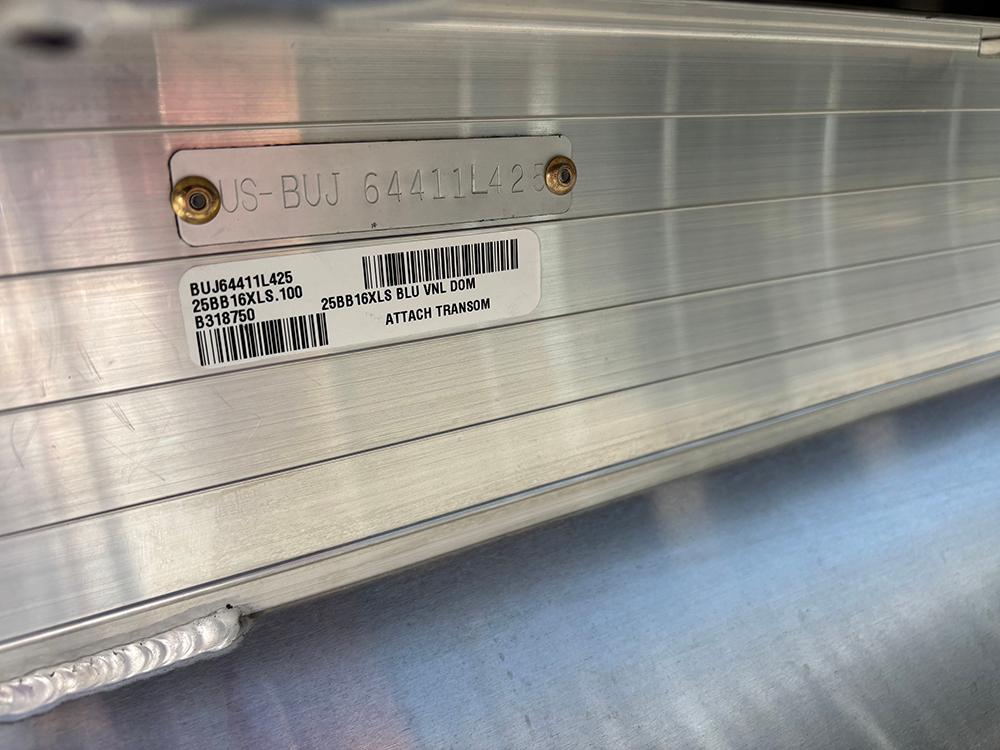 US-BUJ 64411L425
BUJ64411L425
25BB16XLS.100
25BB16XLS BLU VNL DOM
B318750
ATTACH TRANSOM